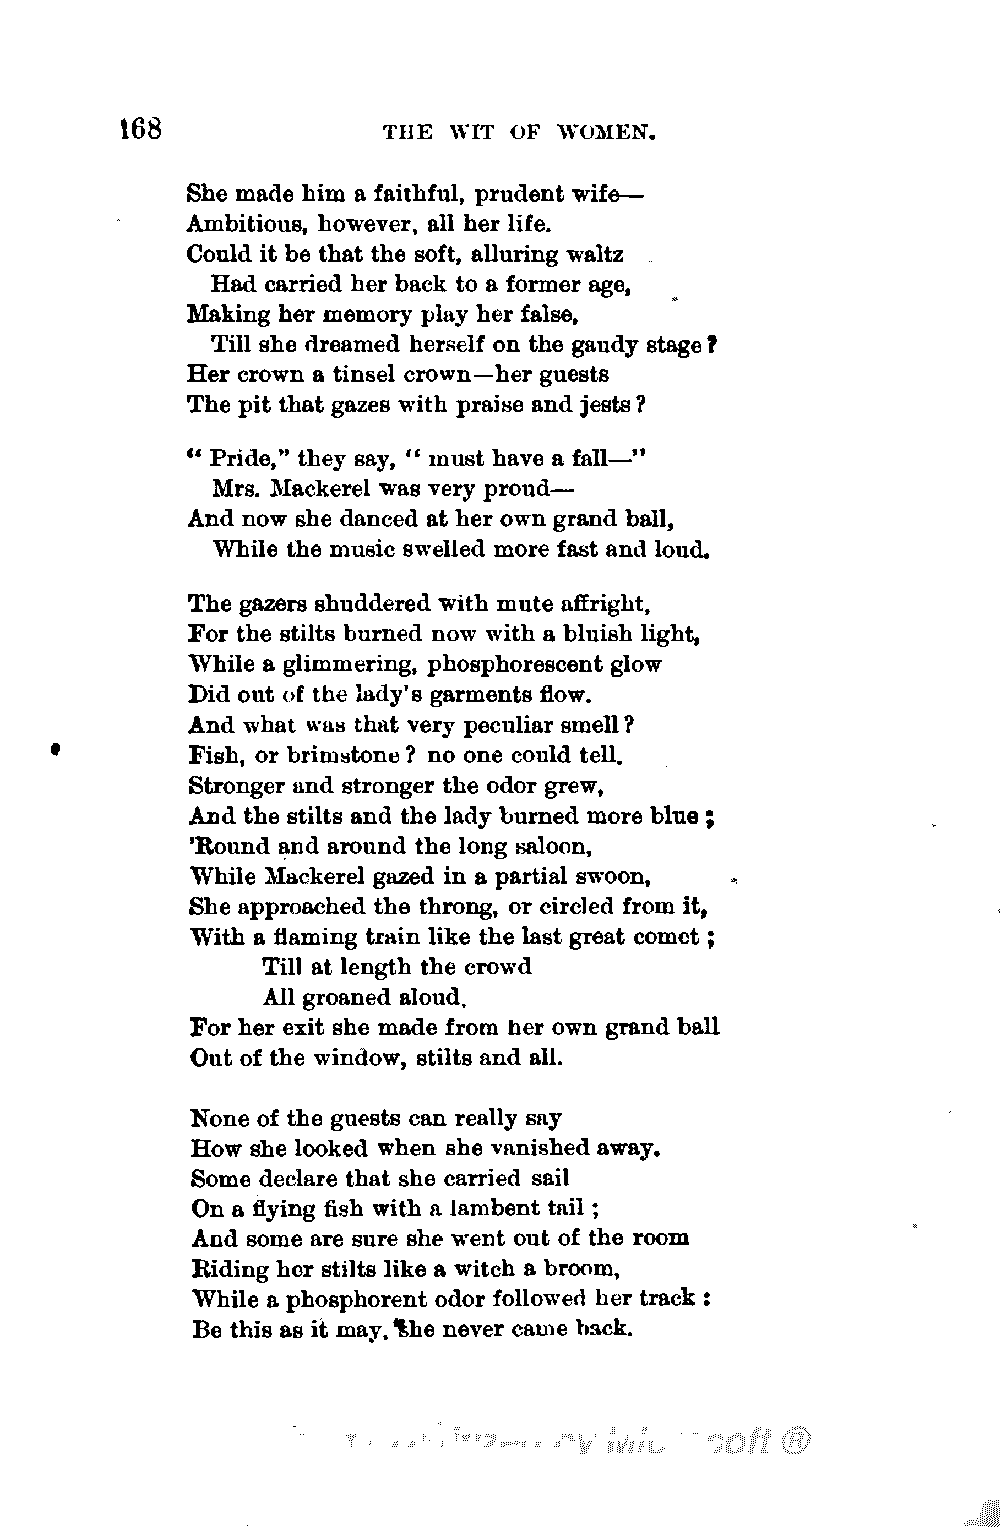 168 THE WIT OF WOMEN.
She made him a faithful, prudent wife—
Ambitious, however, all her life.
Could it be that the soft, alluring waltz
Had carried her back to a former age,
Making her memory play her false,
Till she dreamed herself on the gaudy stage?
Her crown a tinsel crown—her guests
The pit that gazes with praise and jests?
“ Pride,” they say, “ must have a fall—”
Mrs. Mackerel was very proud—
And now she danced at her own grand ball,
While the music swelled more fast and loud.
The gazers shuddered with mute affright,
For the stilts burned now with a bluish light,
While a glimmering, phosphorescent glow
Did out of the lady's garments flow.
And what was that very peculiar smell?
Fish, or brimstone? no one could tell.
Stronger and stronger the odor grew,
And the stilts and the lady burned more blue;
'Round and around the long saloon,
While Mackerel gazed in a partial swoon,
She approached the throng, or circled from it,
With a flaming train like the last great comet;
Till at length the crowd
All groaned aloud,
For her exit she made from her own grand ball
Out of the window, stilts and all.
None of the guests can really say
How she looked when she vanished away.
Some declare that she carried sail
On a flying fish with a lambent tail;
And some are sure she went out of the room
Riding her stilts like a witch a broom,
While a phosphorent odor followed her track:
Be this as it may, she never came back.